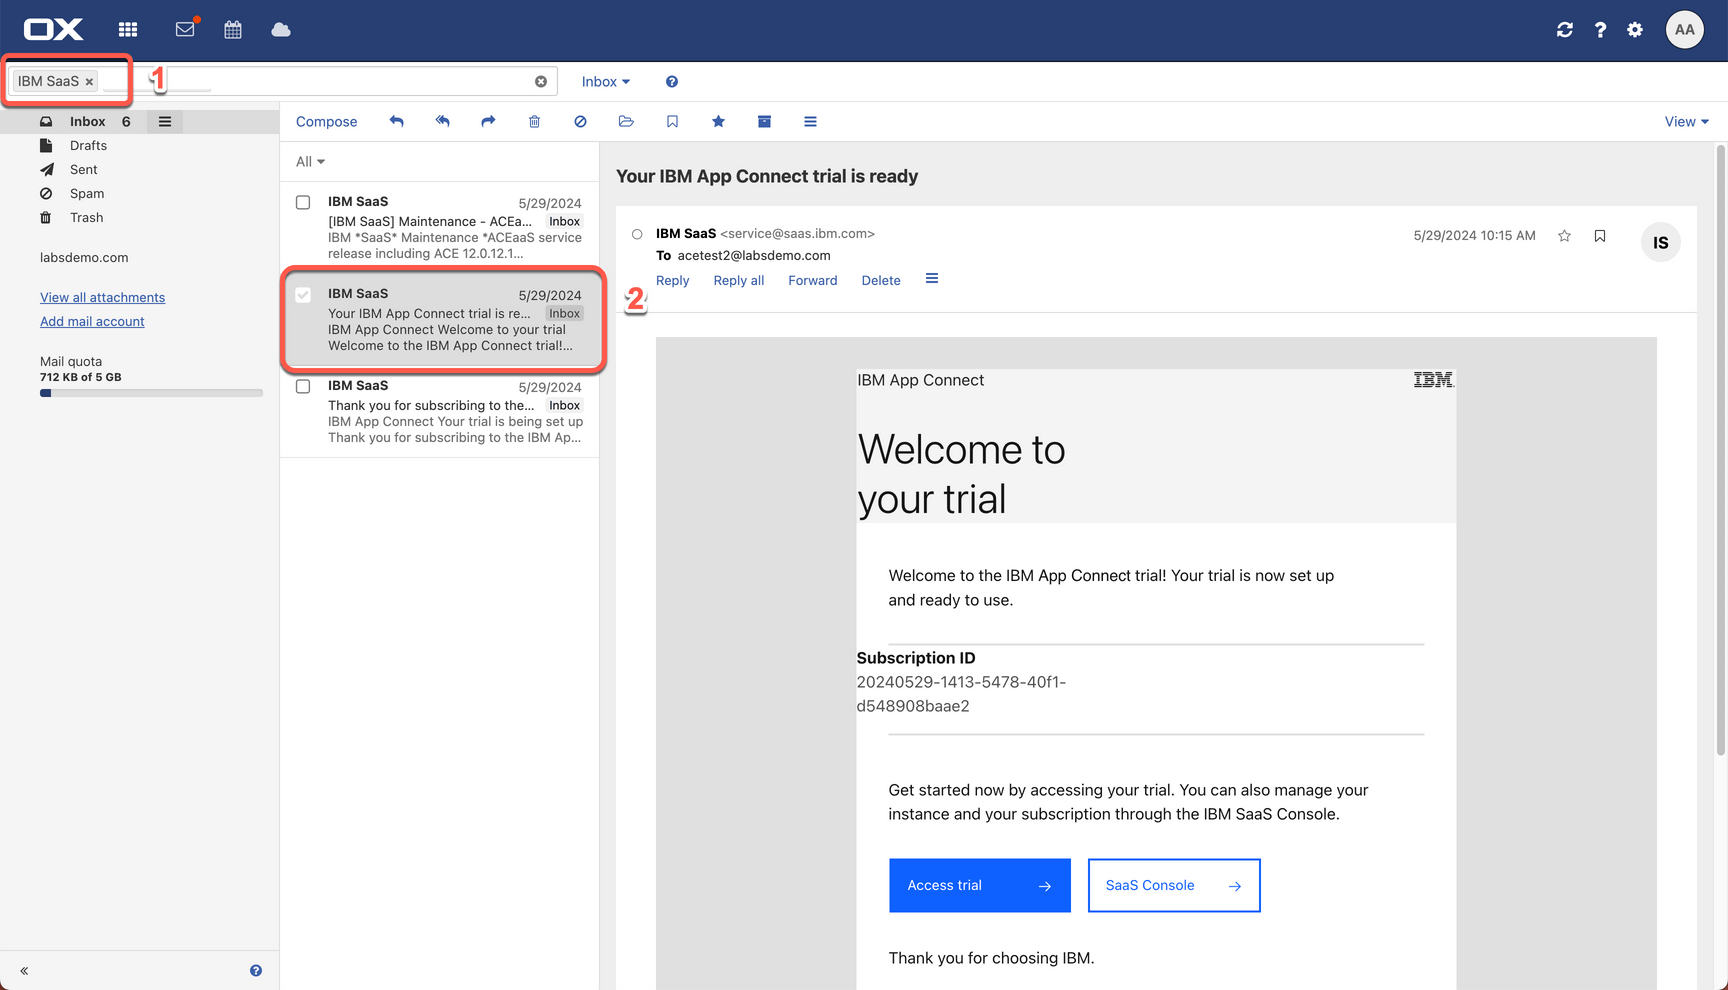 OX
AA
IBM SaaS ×
1
Inbox
Inbox 6
Drafts
Sent
Spam
Trash
labsdemo.com
View all attachments
Add mail account
Mail quota
712 KB of 5 GB
Compose
View
All
IBM SaaS 5/29/2024
[IBM SaaS] Maintenance - ACEa... Inbox
IBM *SaaS* Maintenance *ACEaaS service
release including ACE 12.0.12.1...
IBM SaaS 5/29/2024
Your IBM App Connect trial is re... Inbox
IBM App Connect Welcome to your trial
Welcome to the IBM App Connect trial!...
2
IBM SaaS 5/29/2024
Thank you for subscribing to the... Inbox
IBM App Connect Your trial is being set up
Thank you for subscribing to the IBM Ap...
Your IBM App Connect trial is ready
IBM SaaS <service@saas.ibm.com>
5/29/2024 10:15 AM
IS
To acetest2@labsdemo.com
Reply Reply all Forward Delete
IBM App Connect
IBM
Welcome to
your trial
Welcome to the IBM App Connect trial! Your trial is now set up
and ready to use.
Subscription ID
20240529-1413-5478-40f1-
d548908baae2
Get started now by accessing your trial. You can also manage your
instance and your subscription through the IBM SaaS Console.
Access trial →
SaaS Console →
Thank you for choosing IBM.